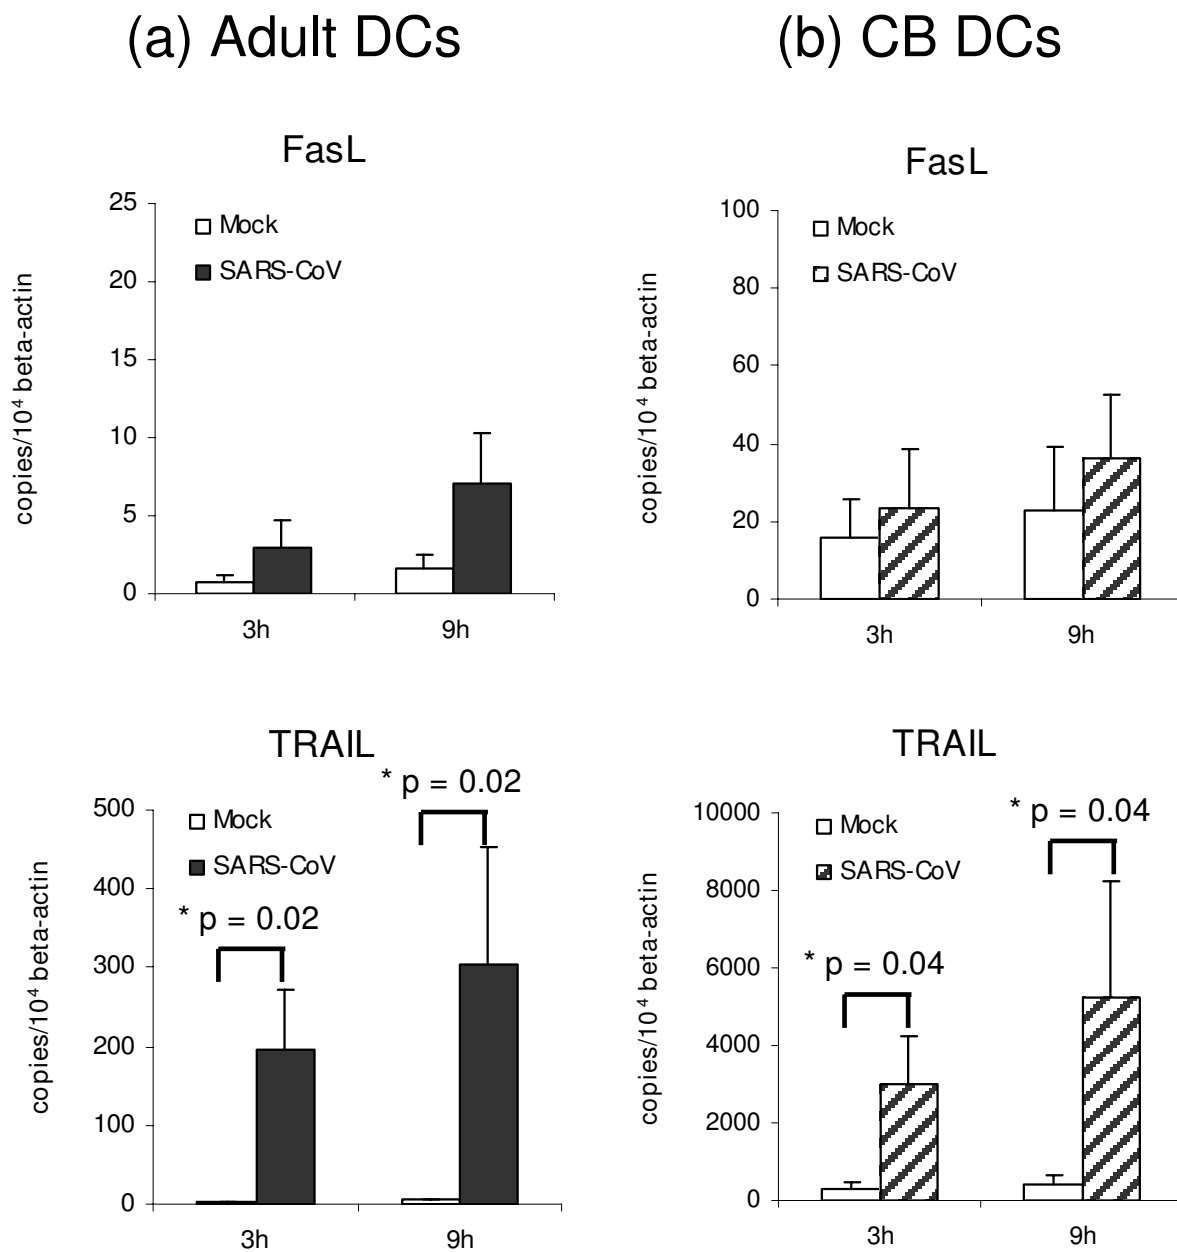 (a) Adult DCs
(b) CB DCs
FasL
25
20
15
10
5
0
copies/10⁴ beta-actin
Mock
SARS-CoV
3h
9h
FasL
100
80
60
40
20
0
copies/10⁴ beta-actin
Mock
SARS-CoV
3h
9h
TRAIL
* p = 0.02
500
400
300
200
100
0
copies/10⁴ beta-actin
Mock
SARS-CoV
* p = 0.02
3h
9h
TRAIL
* p = 0.04
10000
8000
6000
4000
2000
0
copies/10⁴ beta-actin
Mock
SARS-CoV
* p = 0.04
3h
9h